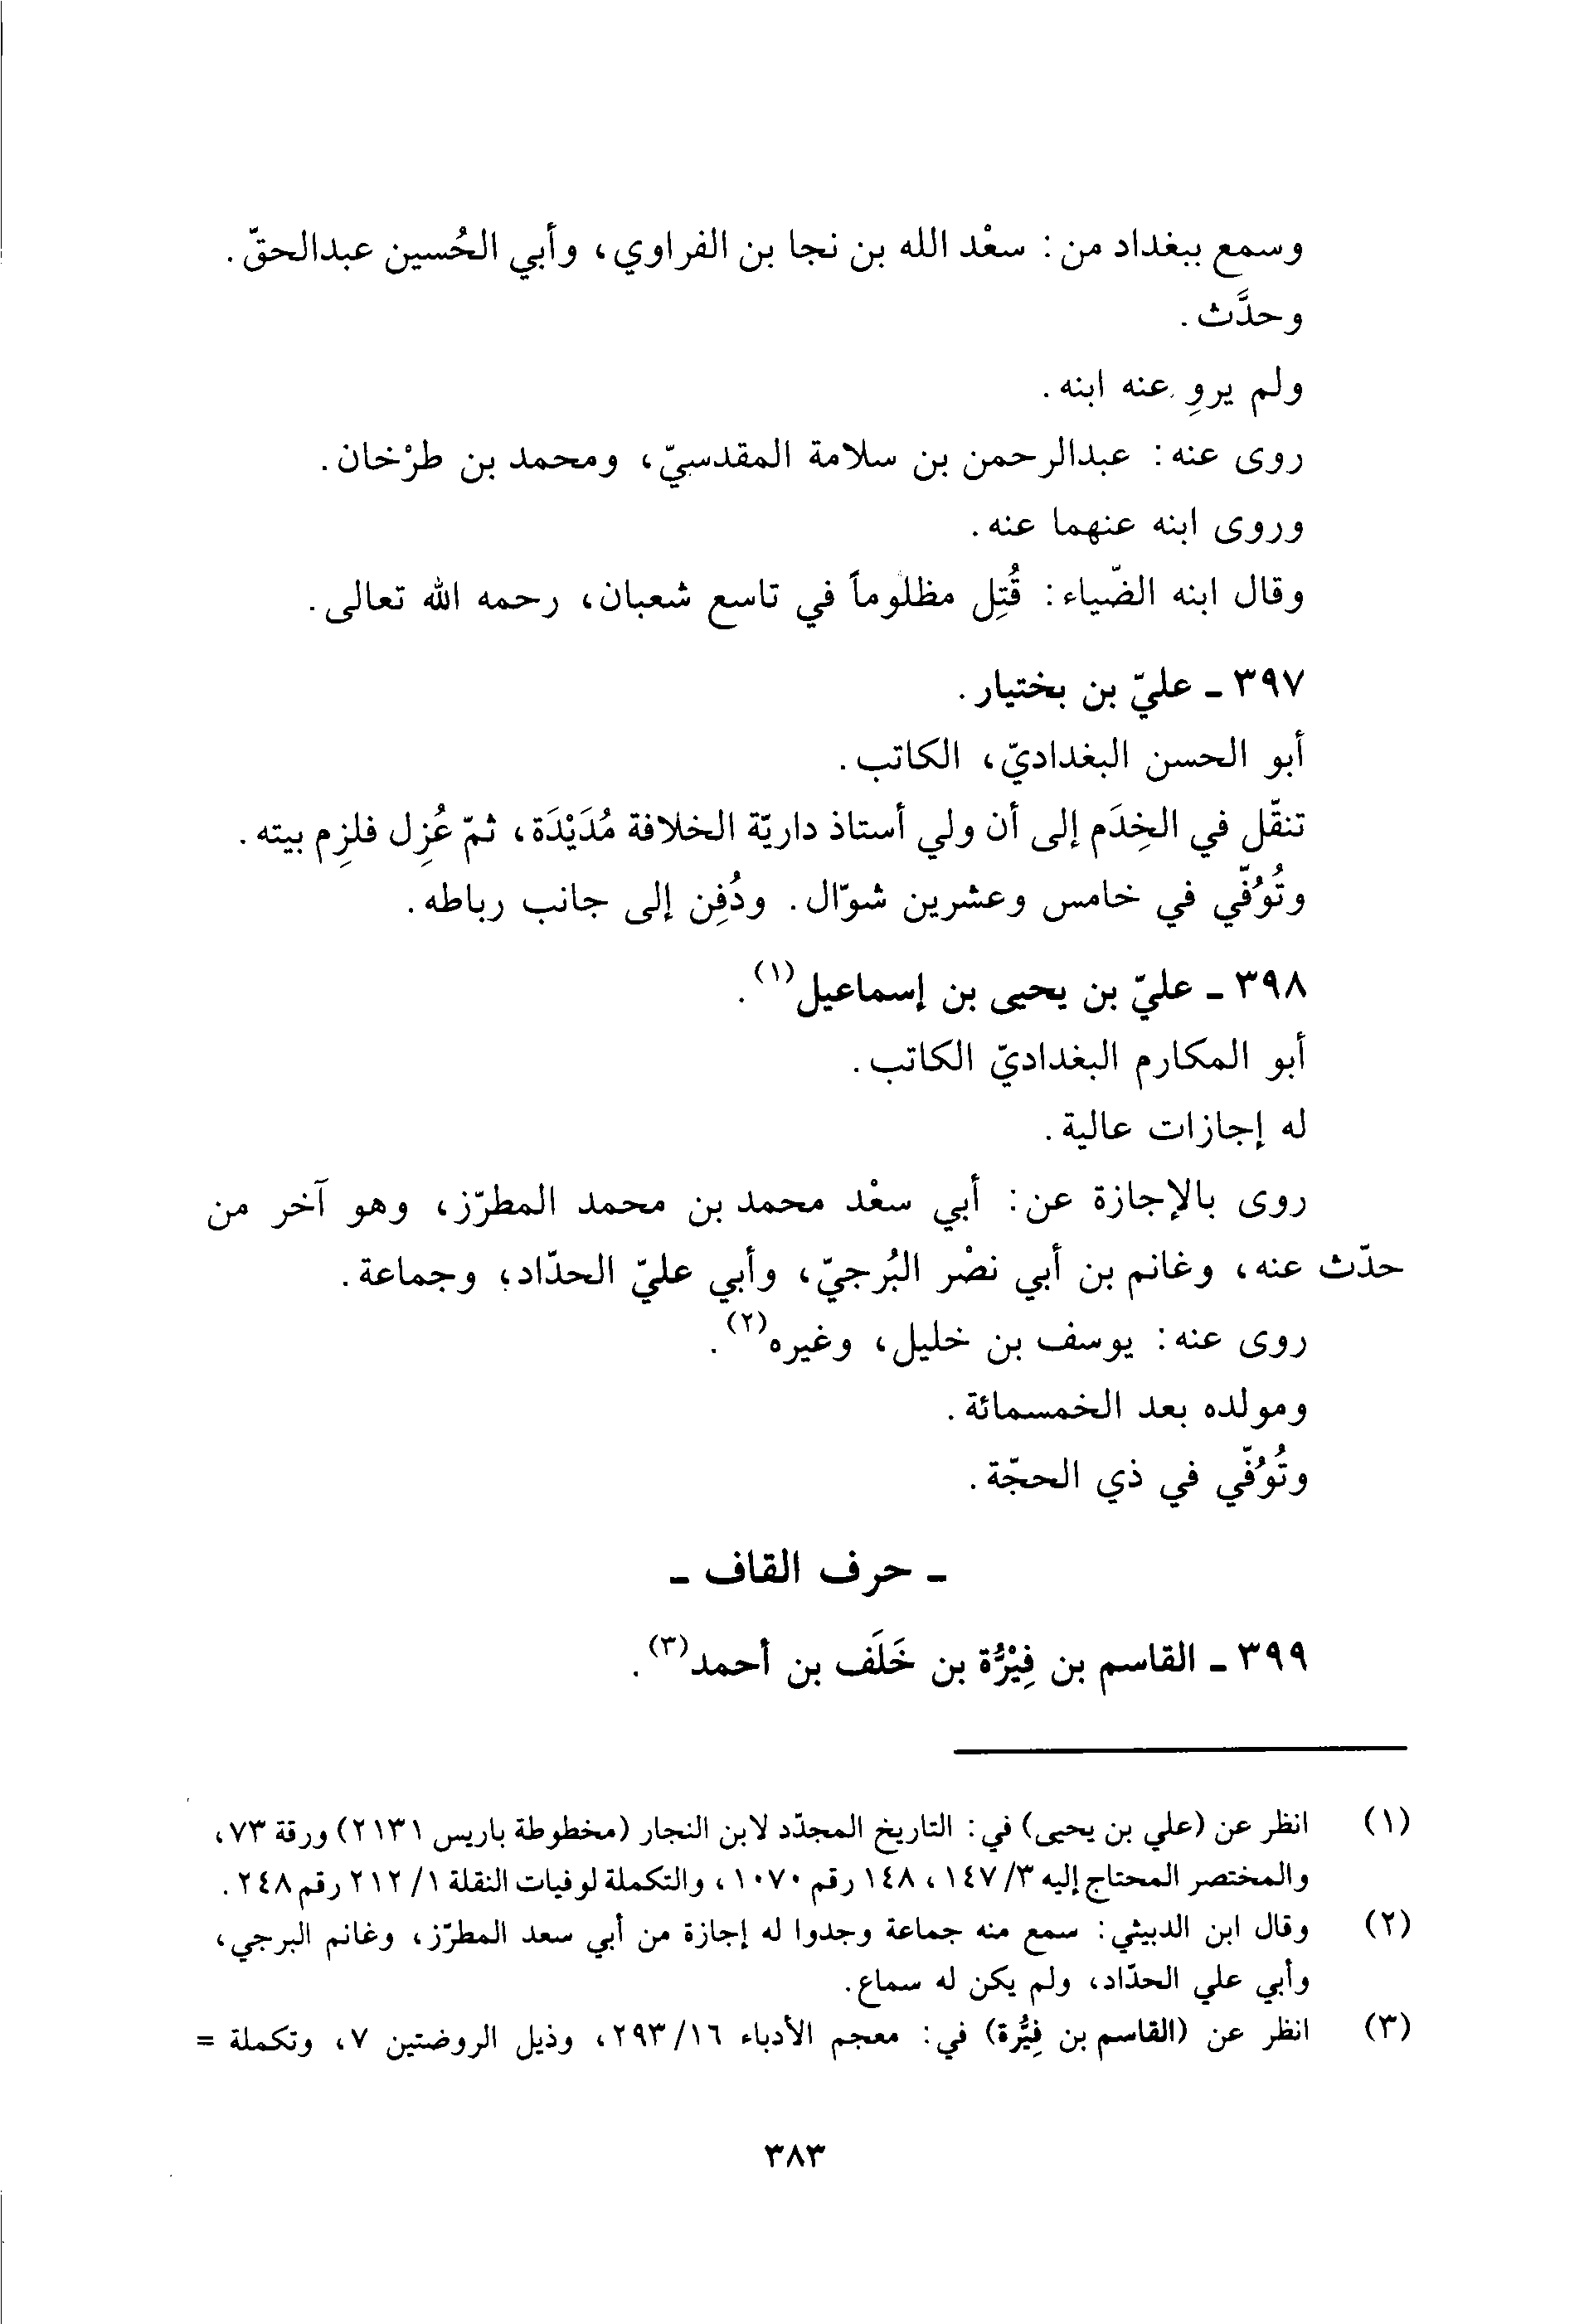 وسمع ببغداد من: سعْد الله بن نجا بن الفراوي، وأبي الحُسين عبدالحقّ.
وحدَّث.
ولم يروِ عنه ابنه.
روى عنه: عبدالرحمن بن سلامة المقدسيّ، ومحمد بن طرْخان.
وروى ابنه عنهما عنه.
وقال ابنه الضّياء: قُتِل مظلوماً في تاسع شعبان، رحمه الله تعالى.
٣٩٧ - عليّ بن بختيار.
أبو الحسن البغداديّ، الكاتب.
تنقّل في الخِدَم إلى أن ولي أستاذ داريّة الخلافة مُدَيْدَة، ثمّ عُزِل فلزِم بيته.
وتُوُفّي في خامس وعشرين شوّال. ودُفِن إلى جانب رباطه.
٣٩٨ - عليّ بن يحيى بن إسماعيل(١).
أبو المكارم البغداديّ الكاتب.
له إجازات عالية.
روى بالإجازة عن: أبي سعْد محمد بن محمد المطرّز، وهو آخر من
حدّث عنه، وغانم بن أبي نصْر البُرجيّ، وأبي عليّ الحدّاد، وجماعة.
روى عنه: يوسف بن خليل، وغيره(٢).
ومولده بعد الخمسمائة.
وتُوُفّي في ذي الحجّة.
- حرف القاف -
٣٩٩ - القاسم بن فِيْرُّة بن خَلَف بن أحمد(٣).
(١) انظر عن (علي بن يحيى) في: التاريخ المجدّد لابن النجار (مخطوطة باريس ٢١٣١) ورقة ٧٣،
والمختصر المحتاج إليه ٣/ ١٤٧، ١٤٨ رقم ١٠٧٠، والتكملة لوفيات النقلة ١/ ٢١٢ رقم ٢٤٨.
(٢) وقال ابن الدبيثي: سمع منه جماعة وجدوا له إجازة من أبي سعد المطرّز، وغانم البرجي،
وأبي علي الحدّاد، ولم يكن له سماع.
(٣) انظر عن (القاسم بن فِيُّرة) في: معجم الأدباء ١٦/ ٢٩٣، وذيل الروضتين ٧، وتكملة =
٣٨٣